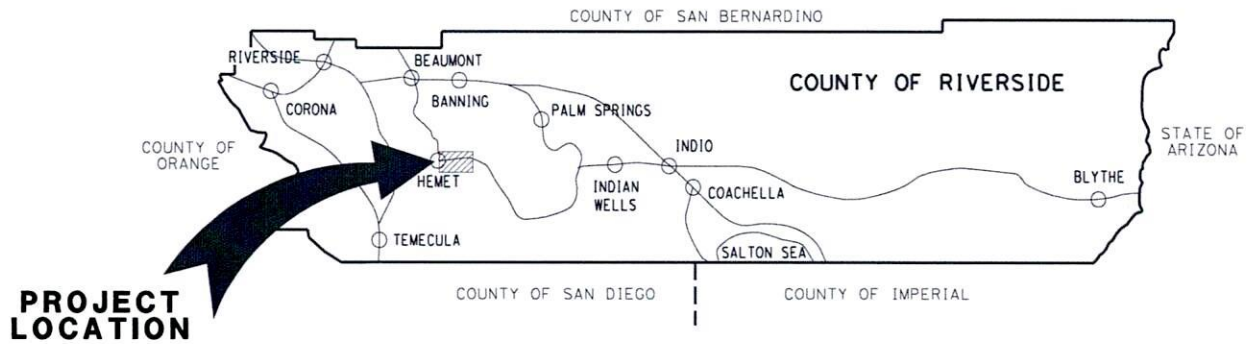 COUNTY OF SAN BERNARDINO
RIVERSIDE
BEAUMONT
COUNTY OF RIVERSIDE
CORONA
BANNING
PALM SPRINGS
COUNTY OF
ORANGE
STATE OF
ARIZONA
INDIO
HEMET
INDIAN
WELLS
COACHELLA
BLYTHE
TEMECULA
SALTON SEA
PROJECT
LOCATION
COUNTY OF SAN DIEGO
COUNTY OF IMPERIAL